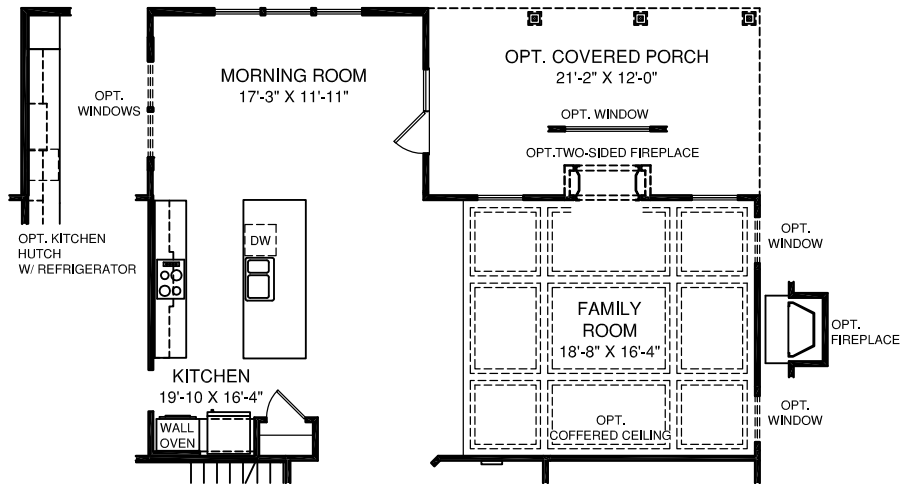 MORNING ROOM
17'-3" X 11'-11"
OPT.
WINDOWS
OPT. COVERED PORCH
21'-2" X 12'-0"
OPT. WINDOW
OPT.TWO-SIDED FIREPLACE
OPT. KITCHEN
HUTCH
W/ REFRIGERATOR
DW
OPT.
WINDOW
FAMILY
ROOM
18'-8" X 16'-4"
OPT.
FIREPLACE
KITCHEN
19'-10 X 16'-4"
WALL
OVEN
OPT.
COFFERED CEILING
OPT.
WINDOW